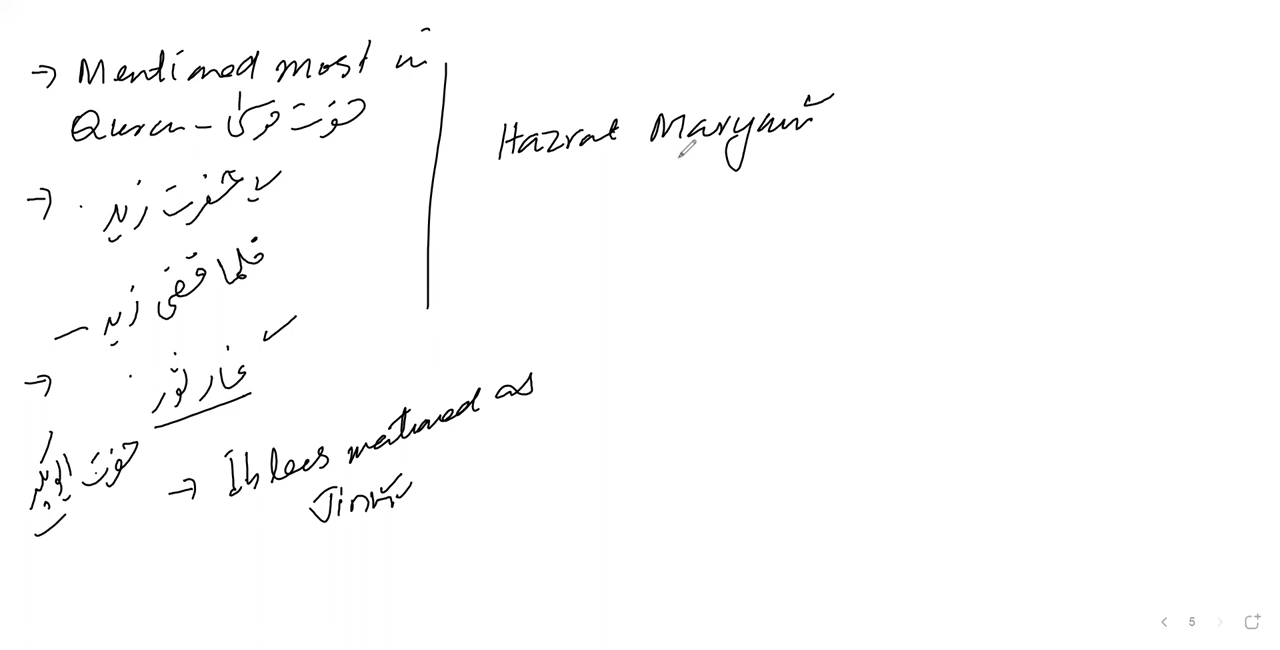 → Mentioned most in
Quran - حضرت موسیٰ
→ حضرت زید
فلما قضی زید -
→ غار ثور
حضرت ابوبکر
→ Iblees mentioned as
Jinn
Hazrat Maryam
5